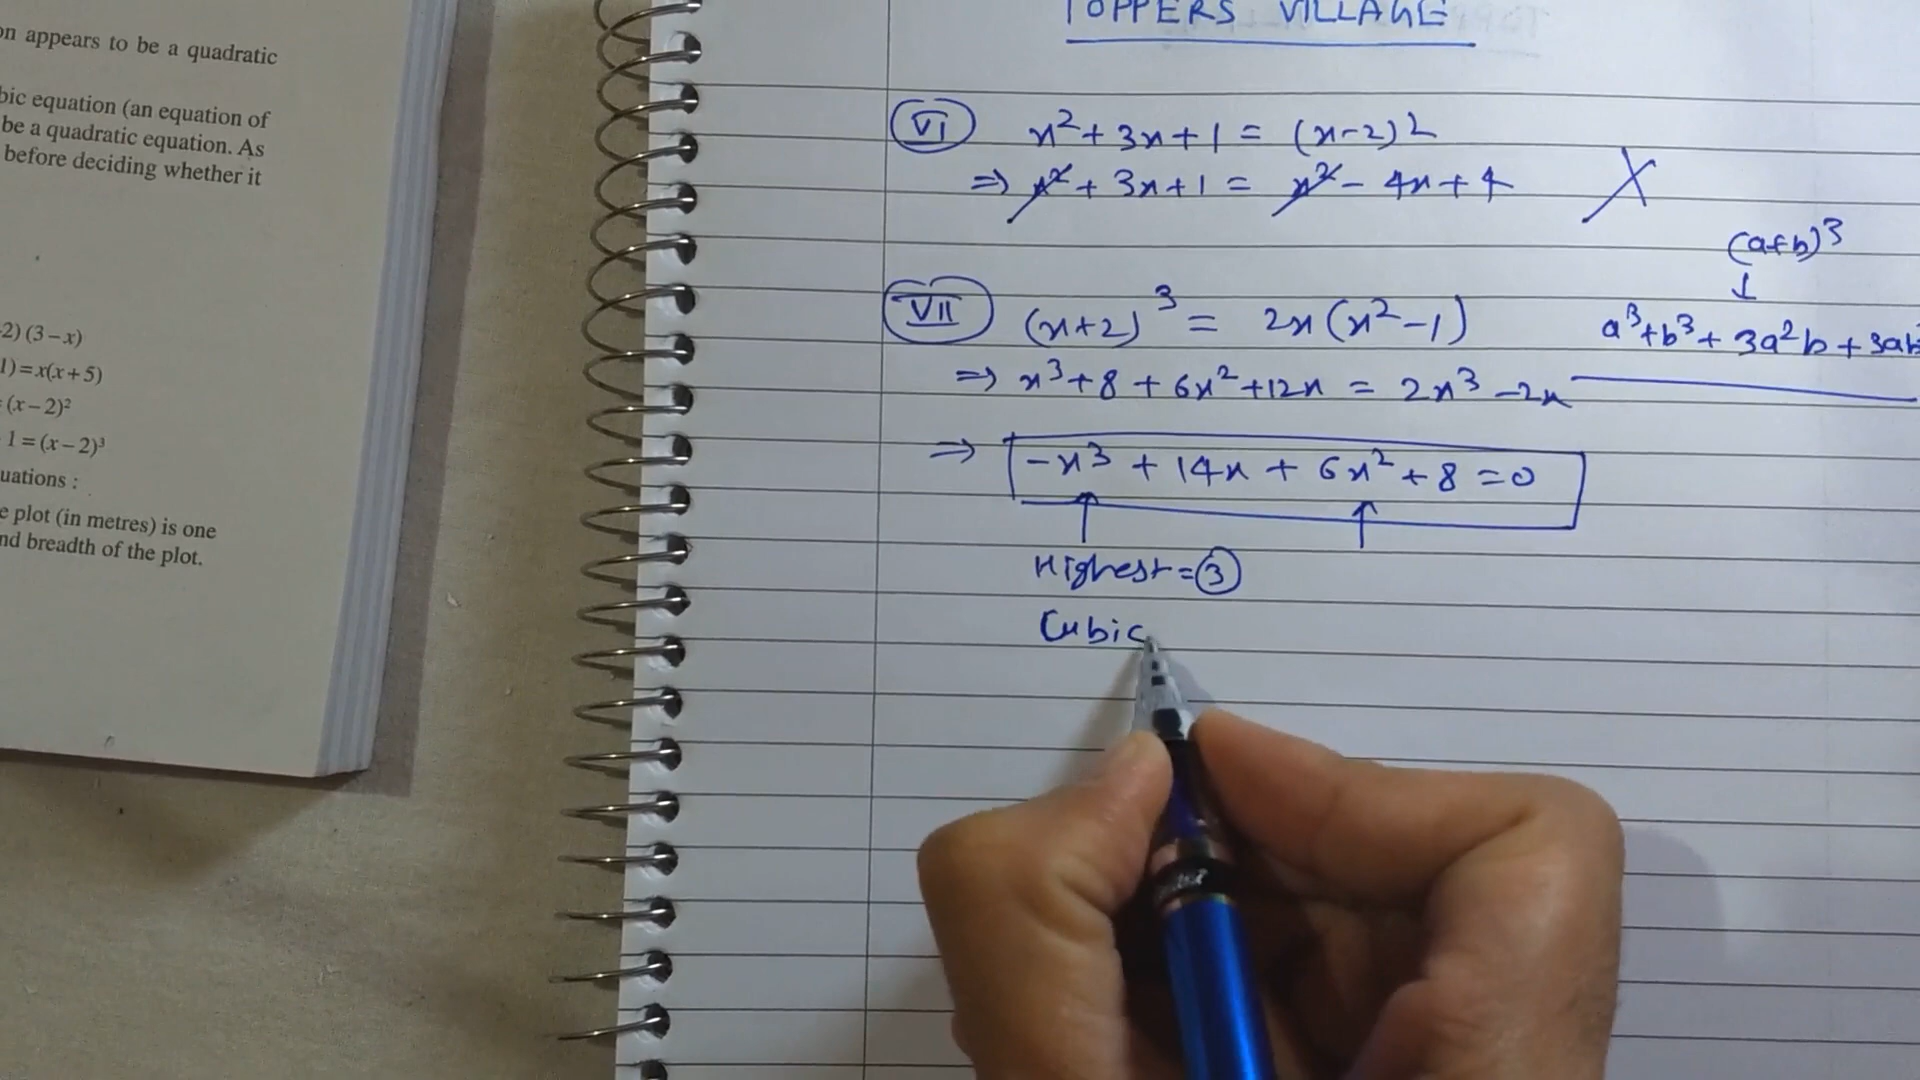 on appears to be a quadratic
bic equation (an equation of
be a quadratic equation. As
before deciding whether it
2) (3 – x)
1) = x(x + 5)
= (x – 2)²
1 = (x – 2)³
uations :
e plot (in metres) is one
nd breadth of the plot.
TOPPERS VILLAGE
VI x² + 3x + 1 = (x-2)²
⇒ x² + 3x + 1 = x² - 4x + 4 X
(a+b)³
↓
VII (x+2)³ = 2x (x² - 1)
a³ + b³ + 3a²b + 3ab²
⇒ x³ + 8 + 6x² + 12x = 2x³ - 2x
⇒ -x³ + 14x + 6x² + 8 = 0
Highest = 3
Cubic